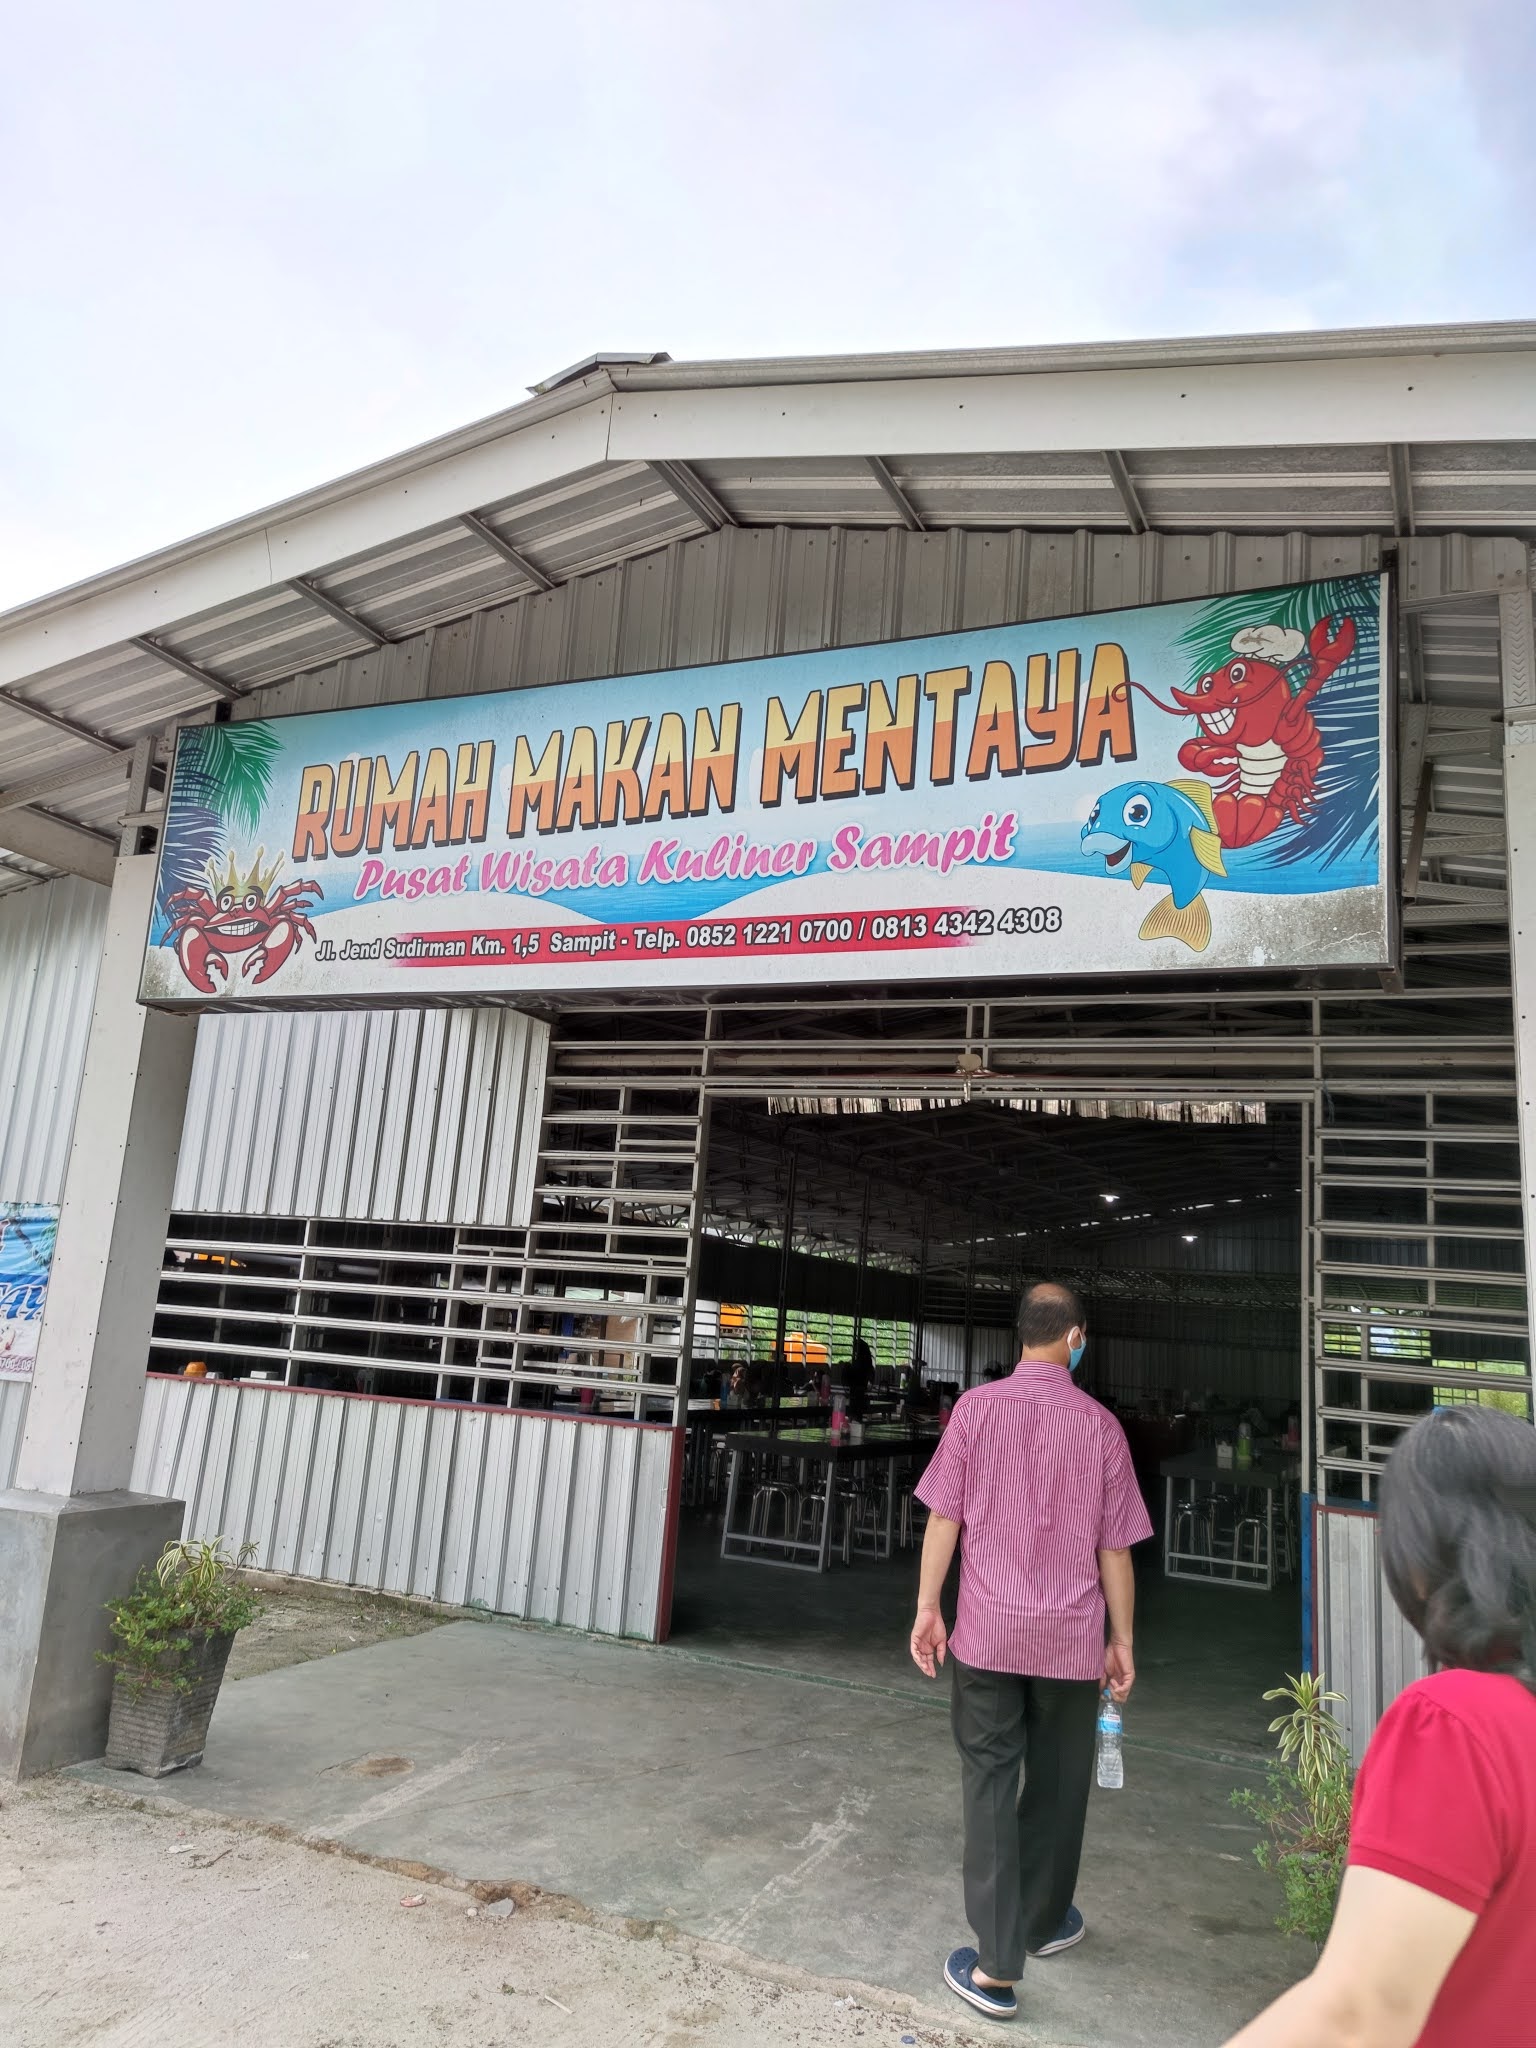 RUMAH MAKAN MENTAYA
Pusat Wisata Kuliner Sampit
Jl. Jend Sudirman Km. 1,5 Sampit - Telp. 0852 1221 0700 / 0813 4342 4308